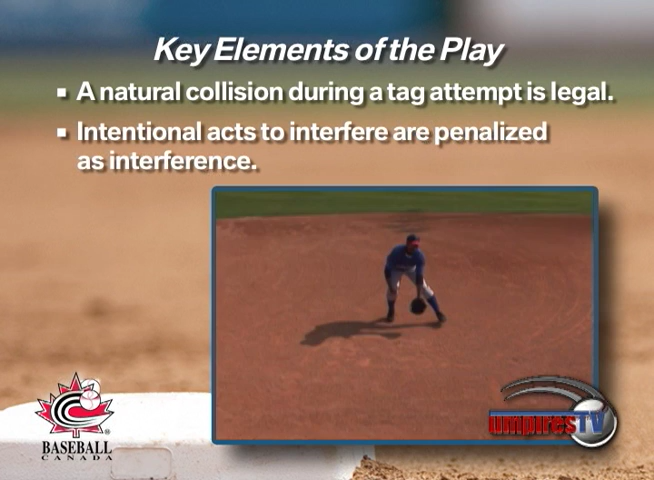 Key Elements of the Play
▪ A natural collision during a tag attempt is legal.
▪ Intentional acts to interfere are penalized
as interference.
BASEBALL
CANADA
umpiresTV